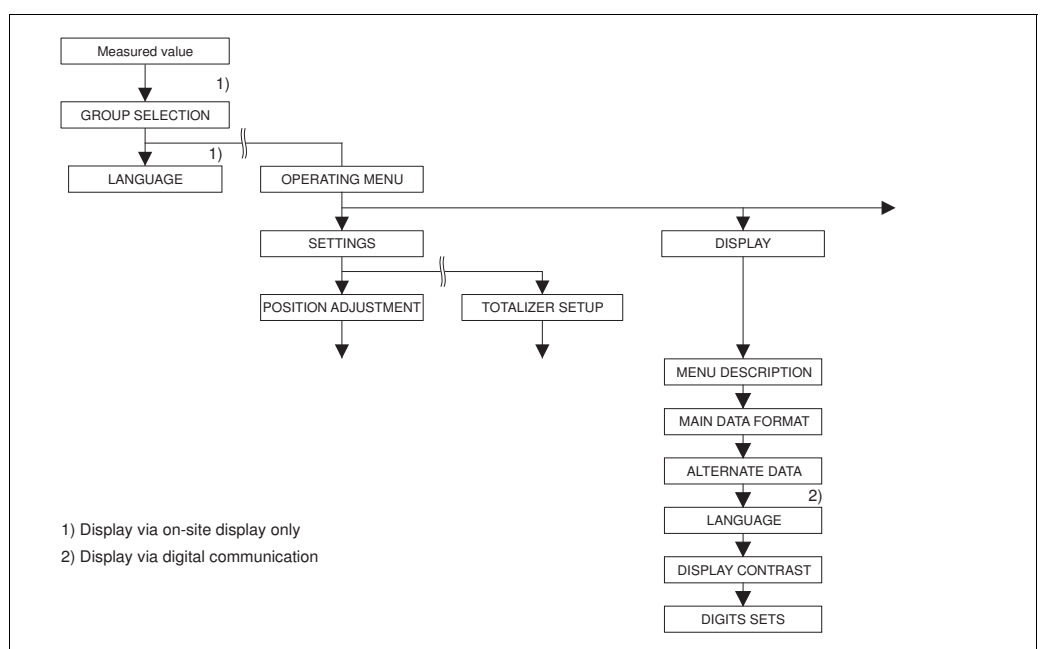 Measured value
1)
GROUP SELECTION
1)
LANGUAGE
OPERATING MENU
SETTINGS
DISPLAY
POSITION ADJUSTMENT
TOTALIZER SETUP
MENU DESCRIPTION
MAIN DATA FORMAT
ALTERNATE DATA
2)
LANGUAGE
DISPLAY CONTRAST
DIGITS SETS
1) Display via on-site display only
2) Display via digital communication